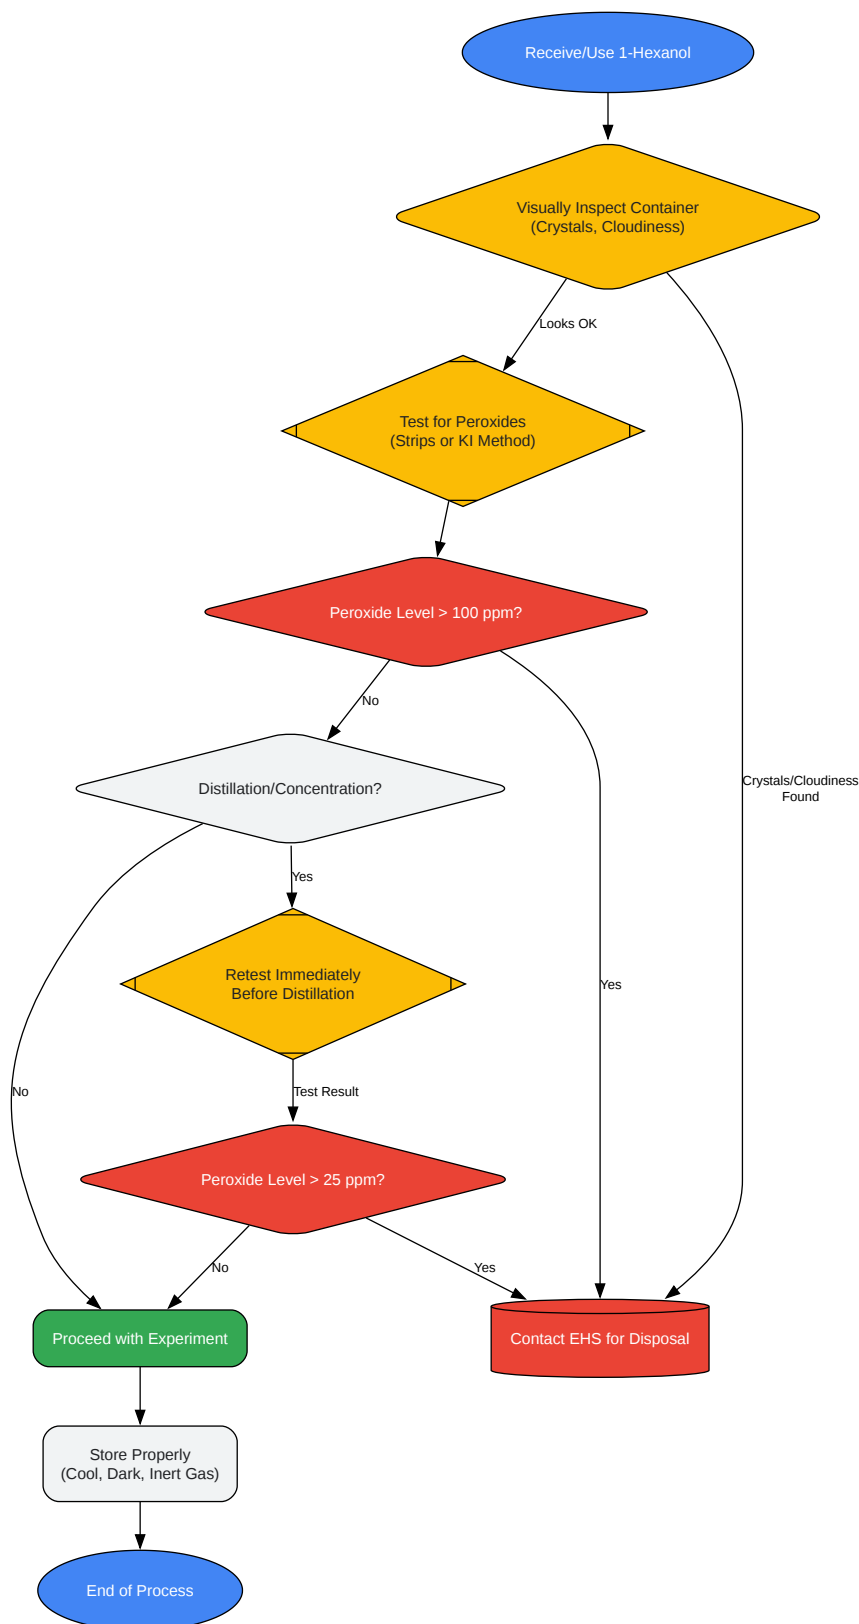 Receive/Use 1-Hexanol
Visually Inspect Container
(Crystals, Cloudiness)
Looks OK
Test for Peroxides
(Strips or KI Method)
Peroxide Level > 100 ppm?
No
Distillation/Concentration?
Crystals/Cloudiness
Found
Yes
Retest Immediately
Before Distillation
Yes
No
Test Result
Peroxide Level > 25 ppm?
No
Yes
Proceed with Experiment
Contact EHS for Disposal
Store Properly
(Cool, Dark, Inert Gas)
End of Process